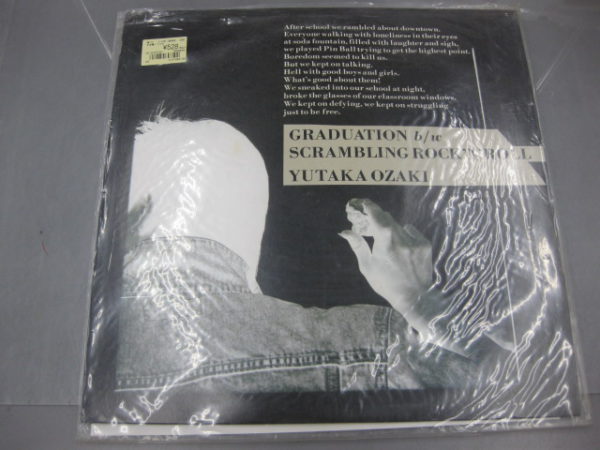 ¥528
After school we rambled about downtown.
Everyone walking with loneliness in their eyes
at soda fountain, filled with laughter and sigh,
we played Pin Ball trying to get the highest point.
Boredom seemed to kill us.
But we kept on talking.
Hell with good boys and girls.
What's good about them!
We sneaked into our school at night,
broke the glasses of our classroom windows.
We kept on defying, we kept on struggling
just to be free.
GRADUATION b/w
SCRAMBLING ROCK'N'ROLL
YUTAKA OZAKI